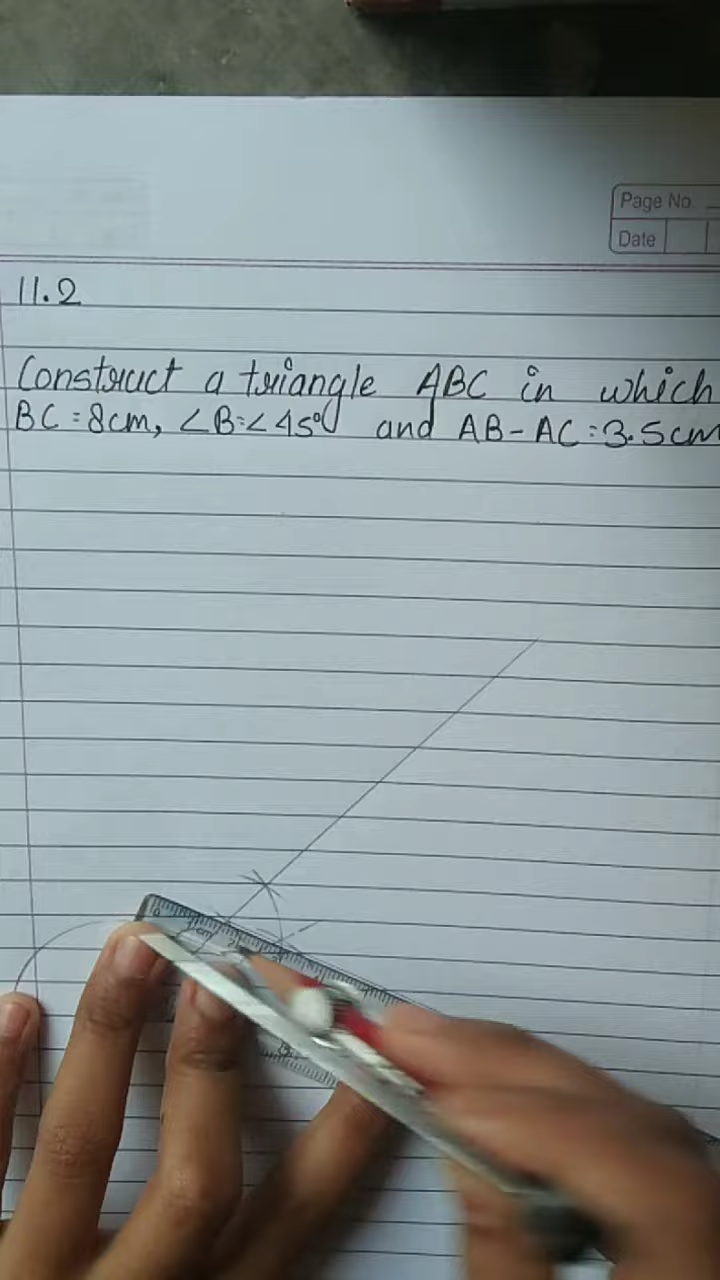 Page No.
Date
11.2
Construct a triangle ABC in which
BC = 8cm, ∠B = ∠45° and AB - AC = 3.5cm